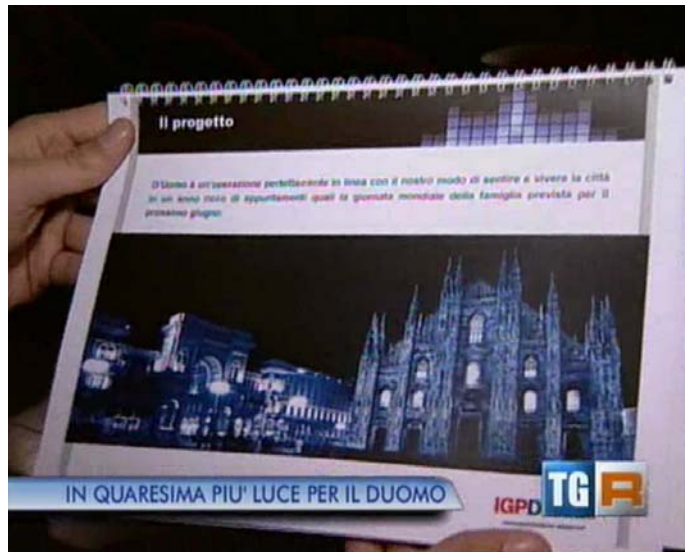 Il progetto
D'Uomo è un'operazione perfettamente in linea con il nostro modo di sentire e vivere la città
in un anno ricco di appuntamenti quali la giornata mondiale della famiglia prevista per il
prossimo giugno
IN QUARESIMA PIU' LUCE PER IL DUOMO
IGPD
TGR